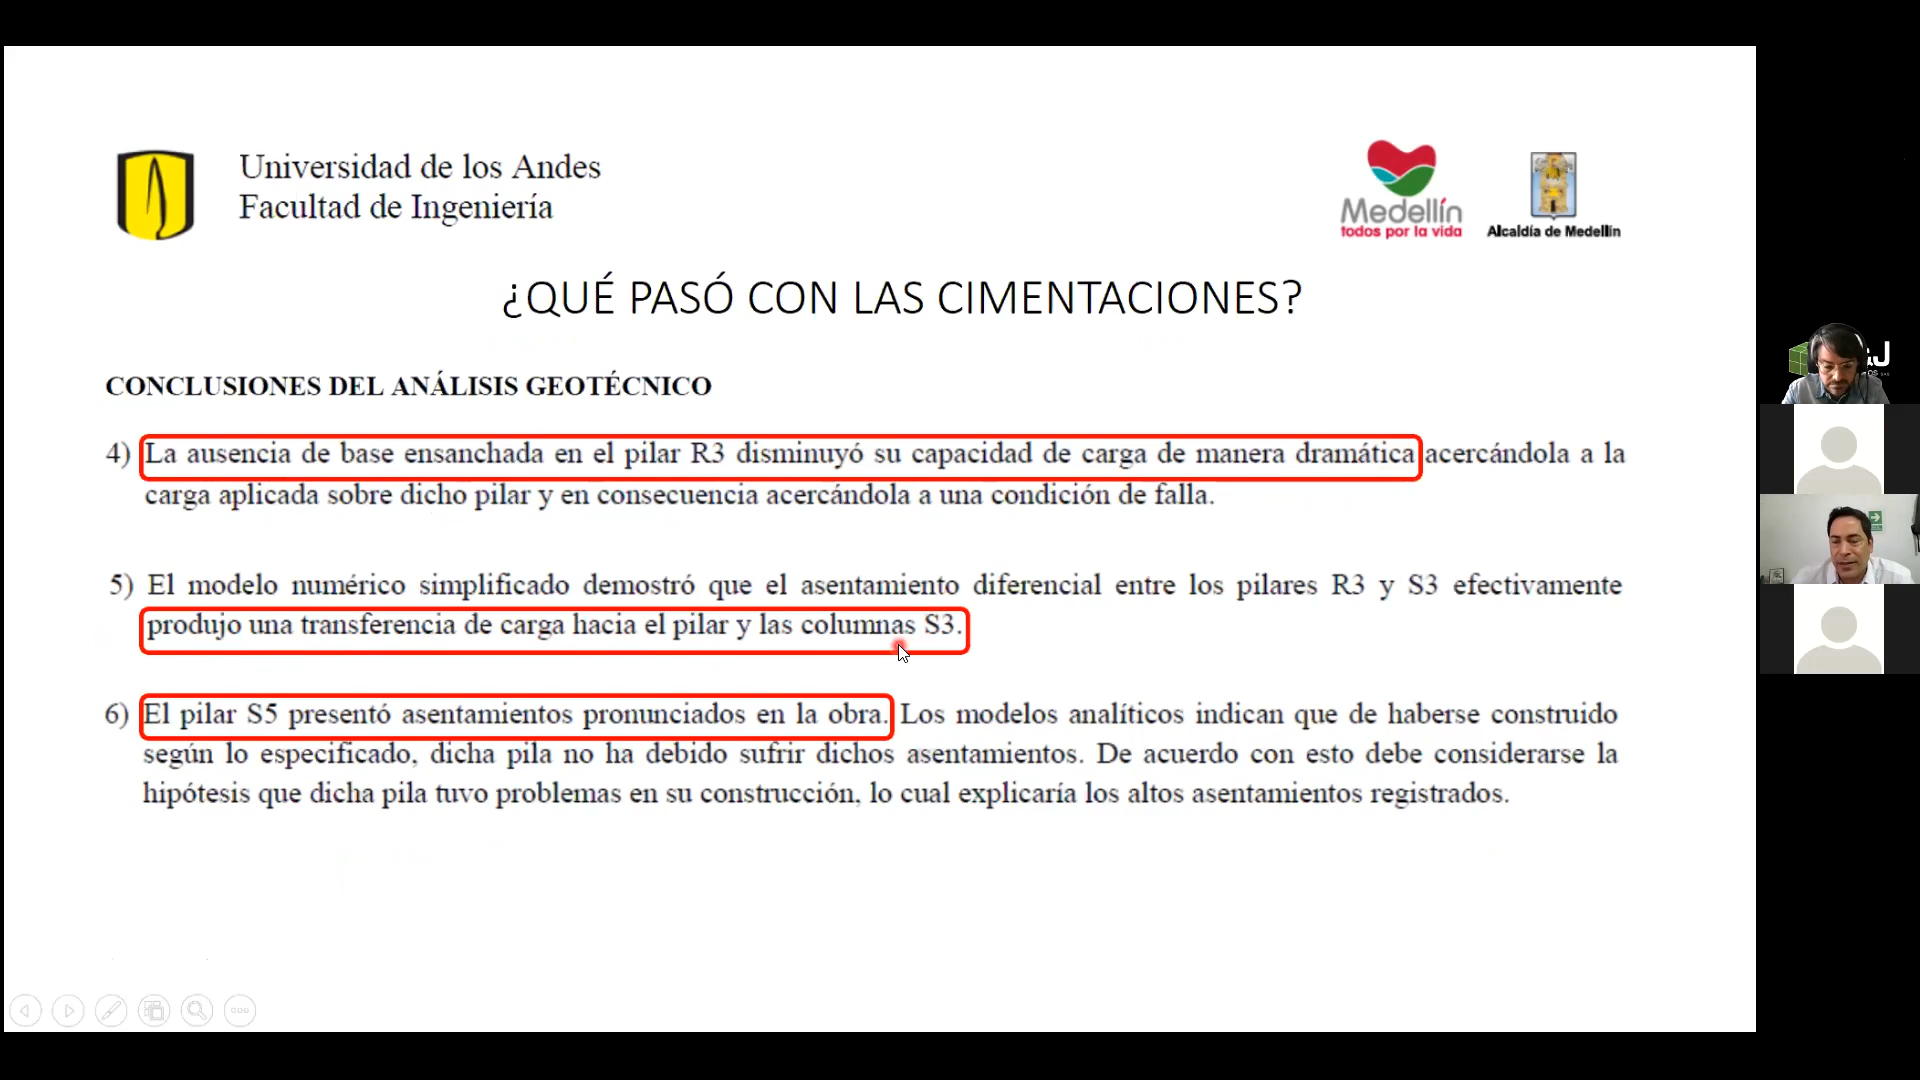 Universidad de los Andes
Facultad de Ingeniería
Medellín
todos por la vida
Alcaldía de Medellín
¿QUÉ PASÓ CON LAS CIMENTACIONES?
CONCLUSIONES DEL ANÁLISIS GEOTÉCNICO
4) La ausencia de base ensanchada en el pilar R3 disminuyó su capacidad de carga de manera dramática acercándola a la
carga aplicada sobre dicho pilar y en consecuencia acercándola a una condición de falla.
5) El modelo numérico simplificado demostró que el asentamiento diferencial entre los pilares R3 y S3 efectivamente
produjo una transferencia de carga hacia el pilar y las columnas S3.
6) El pilar S5 presentó asentamientos pronunciados en la obra. Los modelos analíticos indican que de haberse construido
según lo especificado, dicha pila no ha debido sufrir dichos asentamientos. De acuerdo con esto debe considerarse la
hipótesis que dicha pila tuvo problemas en su construcción, lo cual explicaría los altos asentamientos registrados.